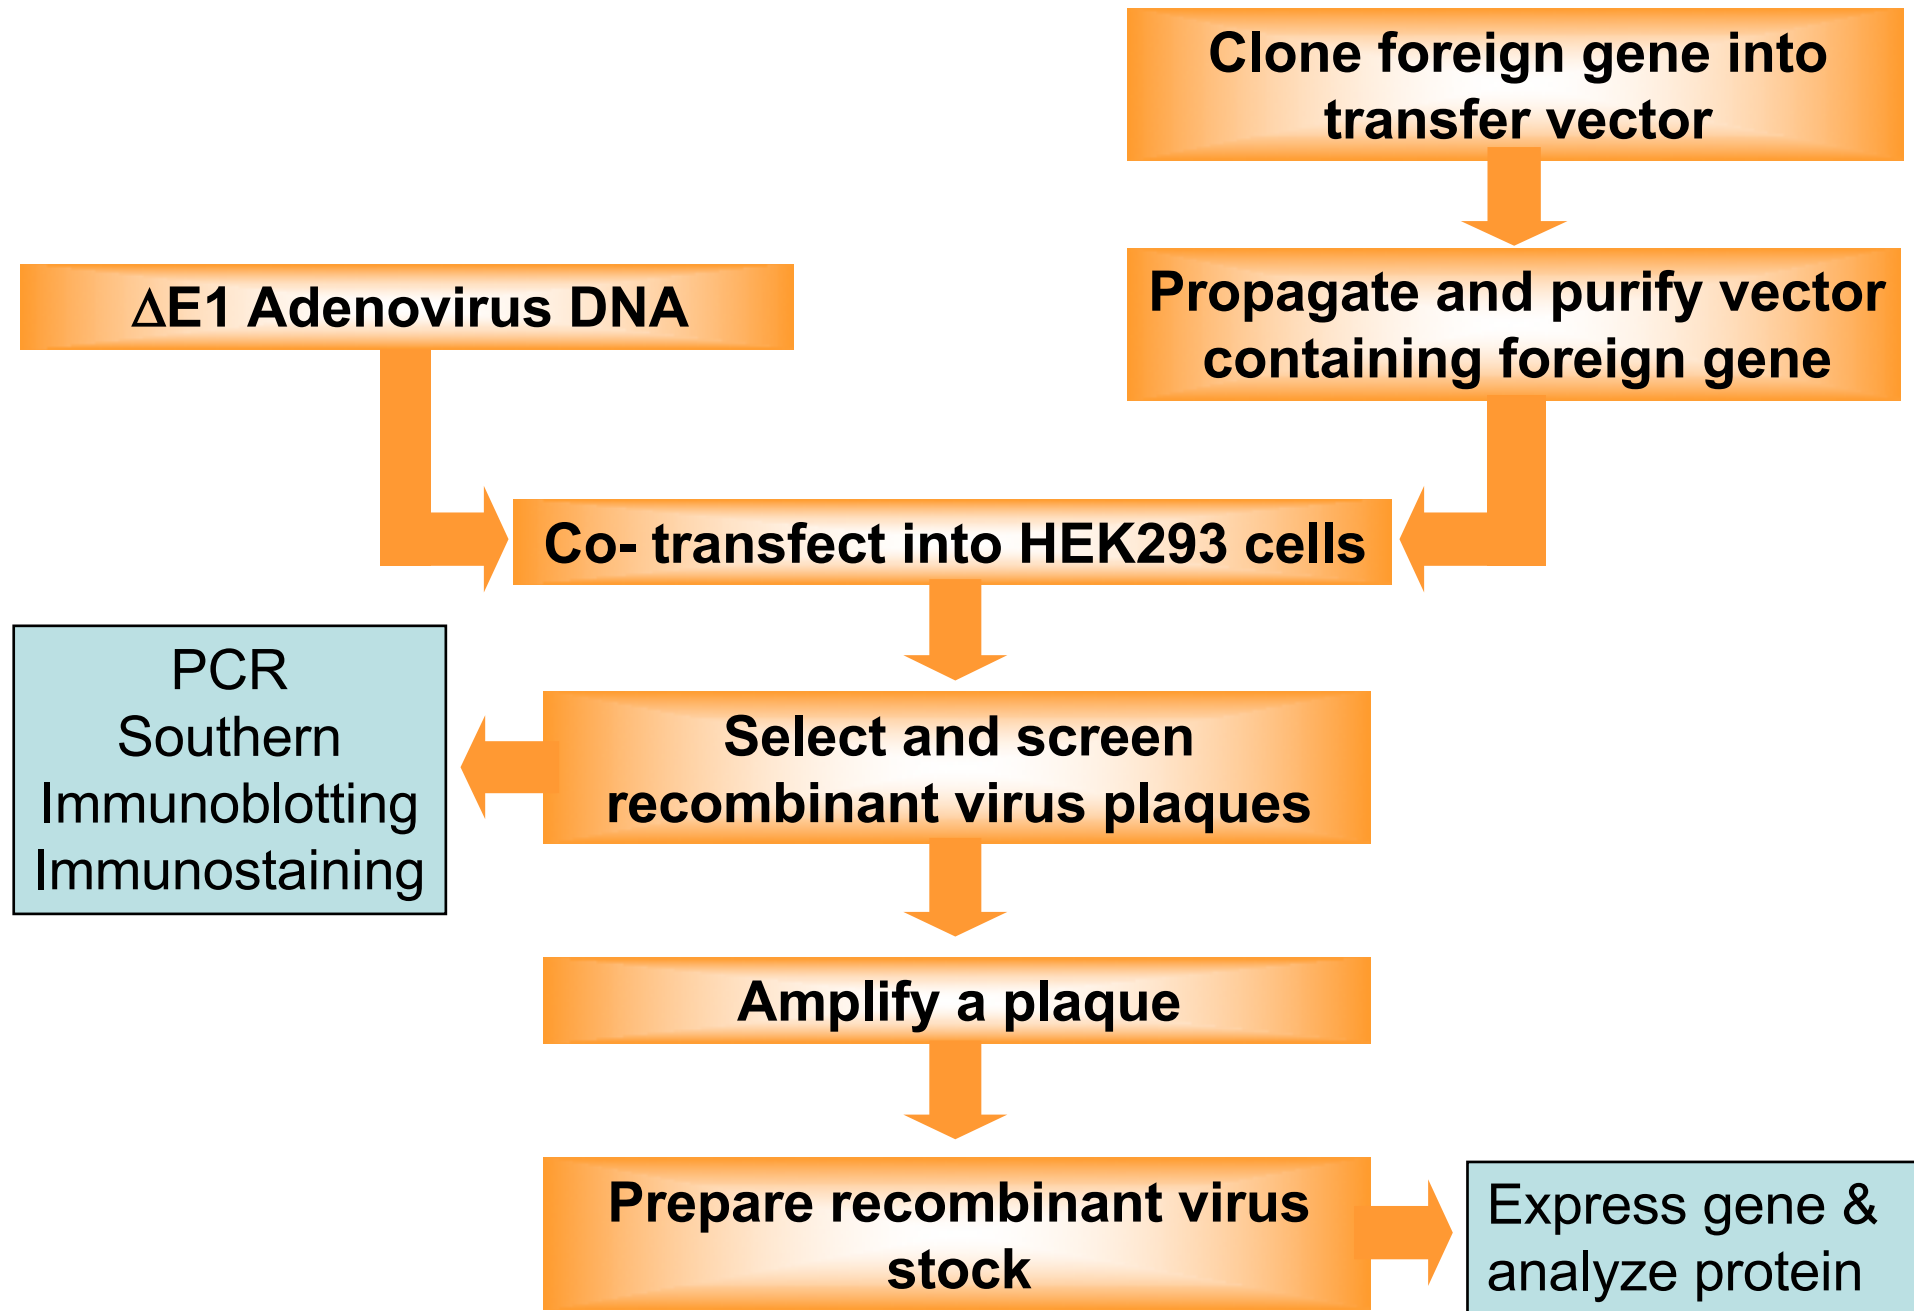 Clone foreign gene into
transfer vector
ΔE1 Adenovirus DNA
Propagate and purify vector
containing foreign gene
Co- transfect into HEK293 cells
PCR
Southern
Immunoblotting
Immunostaining
Select and screen
recombinant virus plaques
Amplify a plaque
Prepare recombinant virus
stock
Express gene &
analyze protein